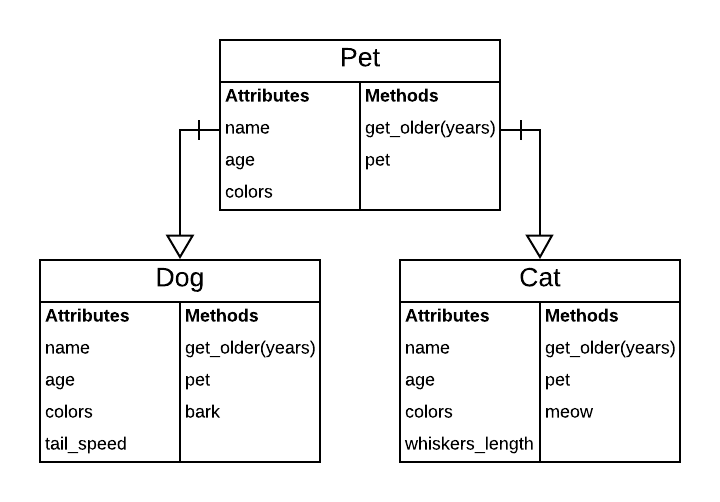 Pet
Attributes Methods
name get_older(years)
age pet
colors
Dog
Attributes Methods
name get_older(years)
age pet
colors bark
tail_speed
Cat
Attributes Methods
name get_older(years)
age pet
colors meow
whiskers_length